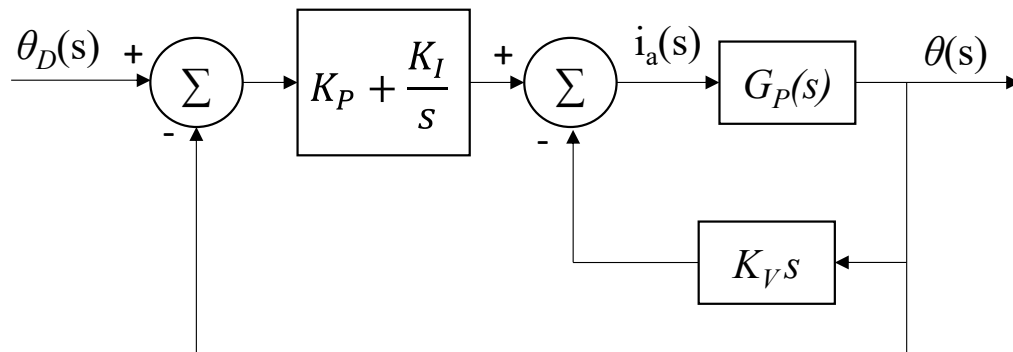 θ_D(s) + ∑ - K_P + K_I/s + ∑ - i_a(s) G_P(s) θ(s)
K_V s